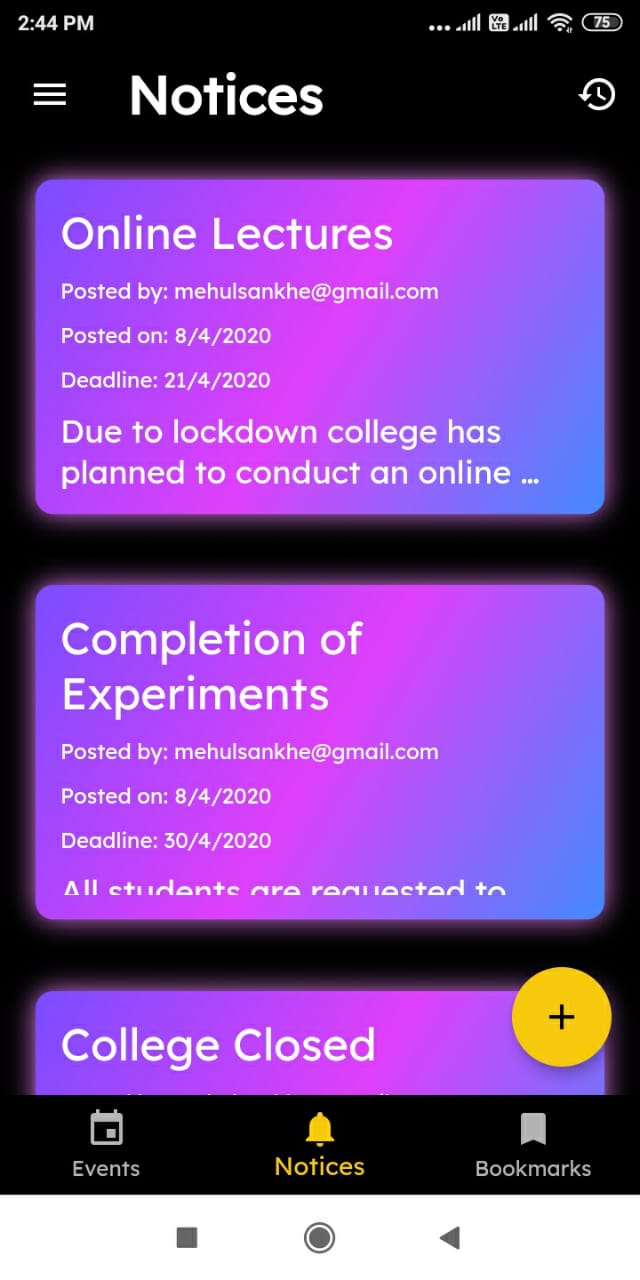 2:44 PM
Vo LTE
75
Notices
Online Lectures
Posted by: mehulsankhe@gmail.com
Posted on: 8/4/2020
Deadline: 21/4/2020
Due to lockdown college has
planned to conduct an online ...
Completion of
Experiments
Posted by: mehulsankhe@gmail.com
Posted on: 8/4/2020
Deadline: 30/4/2020
All students are requested to
College Closed
+
Events
Notices
Bookmarks